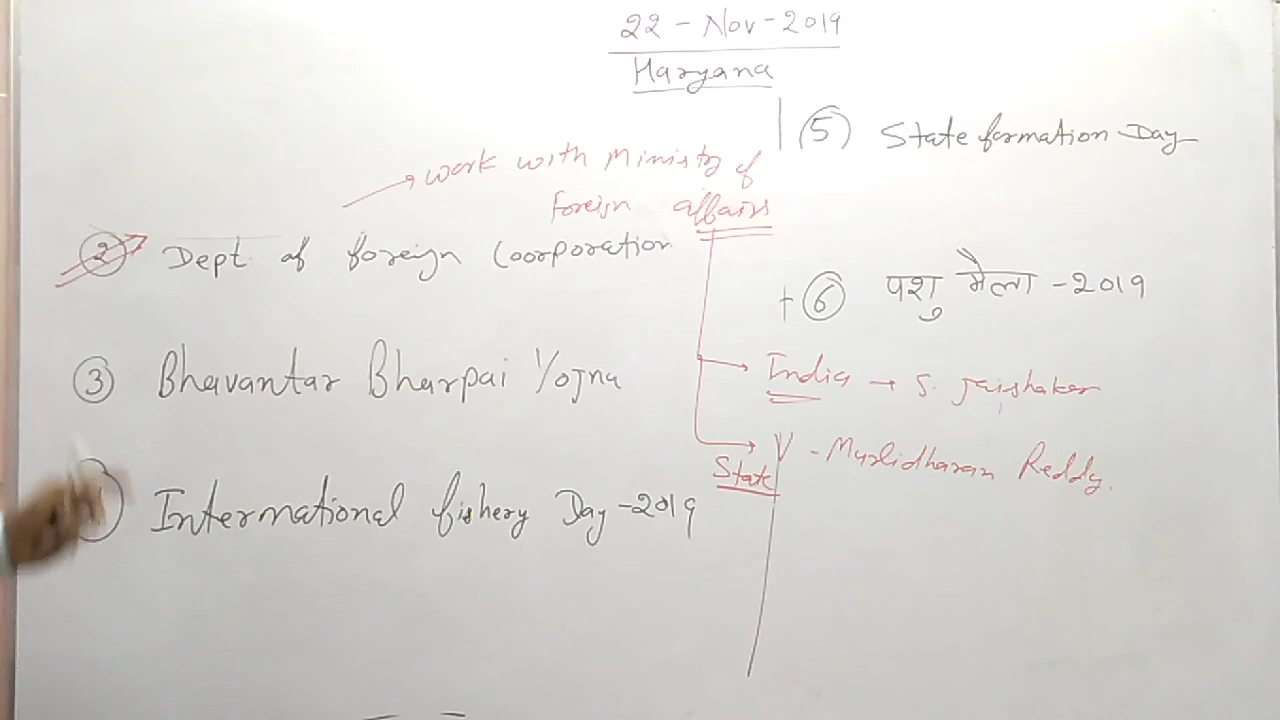 22 - Nov - 2019
Haryana
(5) State formation Day
→ work with Ministry of
Foreign affairs
(2) Dept of foreign Coorporation
+ (6) पशु मैला - 2019
(3) Bhavantar Bharpai Yojna
India → S. Jaishaker
State V - Murlidharan Reddy.
International fishery Day - 2019